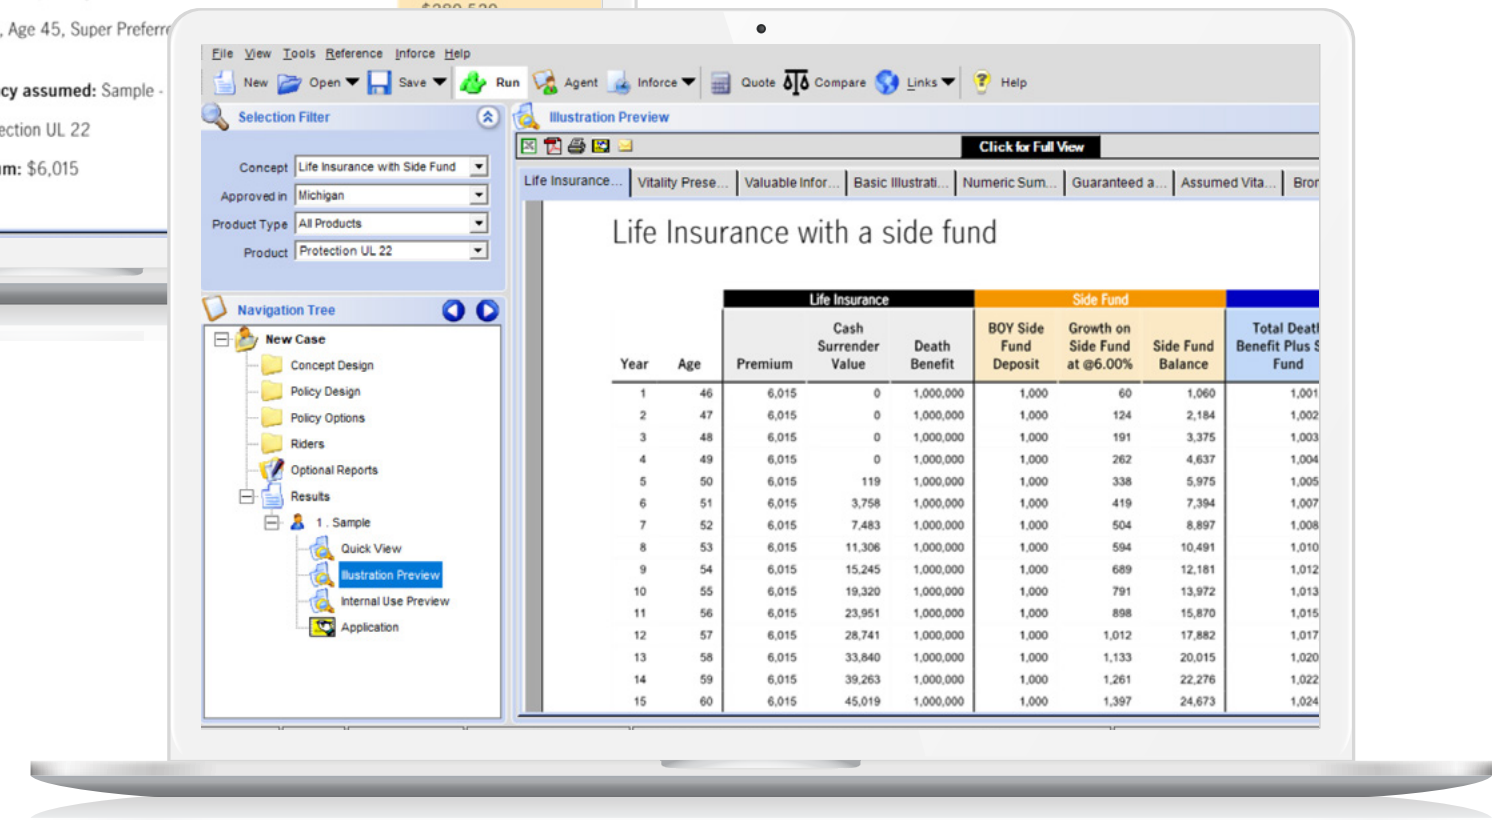 $280,520
, Age 45, Super Preferre
cy assumed: Sample -
ection UL 22
m: $6,015
File View Tools Reference Inforce Help
New Open Save Run Agent Inforce Quote Compare Links Help
Selection Filter
Concept Life Insurance with Side Fund
Approved in Michigan
Product Type All Products
Product Protection UL 22
Navigation Tree
New Case
Concept Design
Policy Design
Policy Options
Riders
Optional Reports
Results
1 . Sample
Quick View
Illustration Preview
Internal Use Preview
Application
Illustration Preview
Click for Full View
Life Insurance... Vitality Prese... Valuable Infor... Basic Illustrati... Numeric Sum... Guaranteed a... Assumed Vita... Bron
Life Insurance with a side fund
Life Insurance Side Fund
Cash BOY Side Growth on Total Death
Surrender Death Fund Side Fund Side Fund Benefit Plus S
Year Age Premium Value Benefit Deposit at @6.00% Balance Fund
1 46 6,015 0 1,000,000 1,000 60 1,060 1,001
2 47 6,015 0 1,000,000 1,000 124 2,184 1,002
3 48 6,015 0 1,000,000 1,000 191 3,375 1,003
4 49 6,015 0 1,000,000 1,000 262 4,637 1,004
5 50 6,015 119 1,000,000 1,000 338 5,975 1,005
6 51 6,015 3,758 1,000,000 1,000 419 7,394 1,007
7 52 6,015 7,483 1,000,000 1,000 504 8,897 1,008
8 53 6,015 11,306 1,000,000 1,000 594 10,491 1,010
9 54 6,015 15,245 1,000,000 1,000 689 12,181 1,012
10 55 6,015 19,320 1,000,000 1,000 791 13,972 1,013
11 56 6,015 23,951 1,000,000 1,000 898 15,870 1,015
12 57 6,015 28,741 1,000,000 1,000 1,012 17,882 1,017
13 58 6,015 33,840 1,000,000 1,000 1,133 20,015 1,020
14 59 6,015 39,263 1,000,000 1,000 1,261 22,276 1,022
15 60 6,015 45,019 1,000,000 1,000 1,397 24,673 1,024